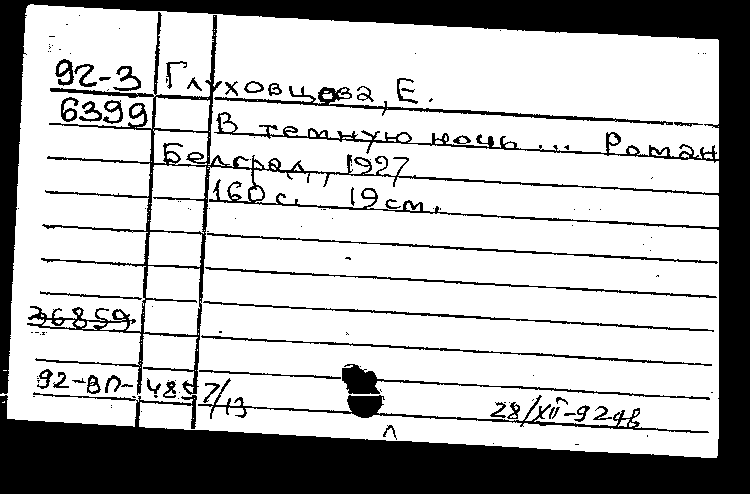 92-3 Глуховцова, Е.
6399 В темную ночь ... Роман
Белград, 1927.
160 с. 19 см.
36859
92-ВП-4857/13
28/XII-92